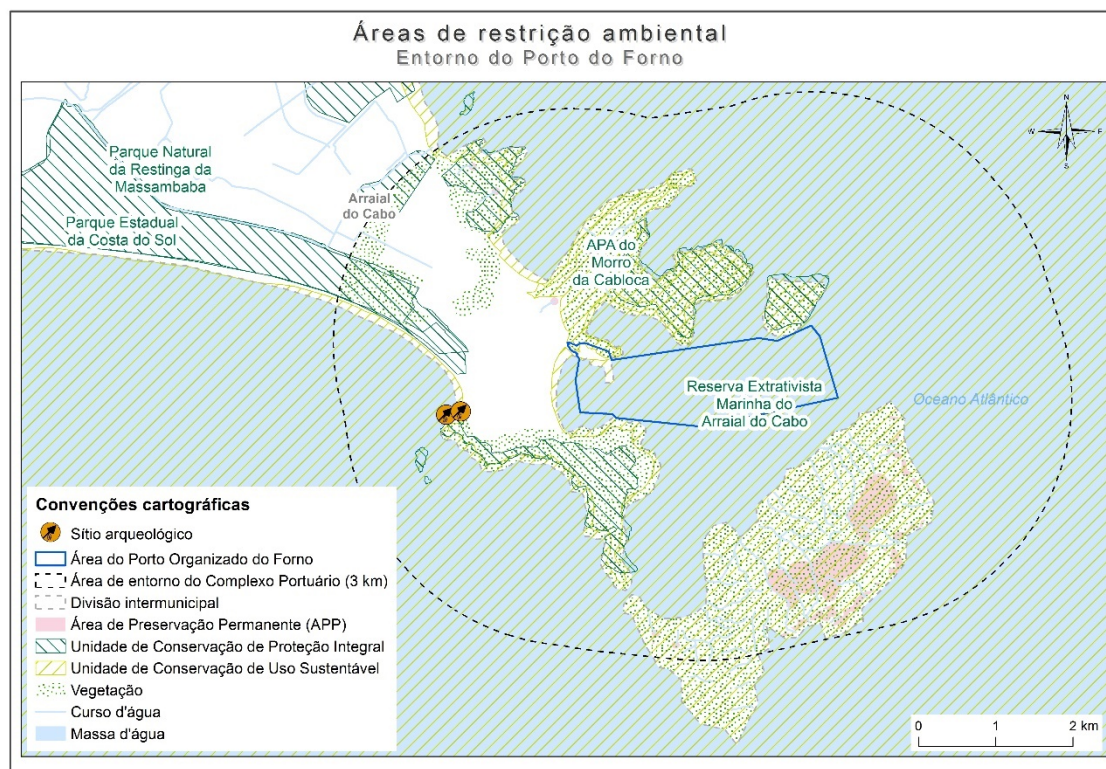 Áreas de restrição ambiental
Entorno do Porto do Forno
N
W E
S
Parque Natural
da Restinga da
Massambaba
Parque Estadual
da Costa do Sol
Arraial
do Cabo
APA do
Morro
da Cabloca
Reserva Extrativista
Marinha do
Arraial do Cabo
Oceano Atlântico
Convenções cartográficas
Sítio arqueológico
Área do Porto Organizado do Forno
Área de entorno do Complexo Portuário (3 km)
Divisão intermunicipal
Área de Preservação Permanente (APP)
Unidade de Conservação de Proteção Integral
Unidade de Conservação de Uso Sustentável
Vegetação
Curso d'água
Massa d'água
0 1 2 km